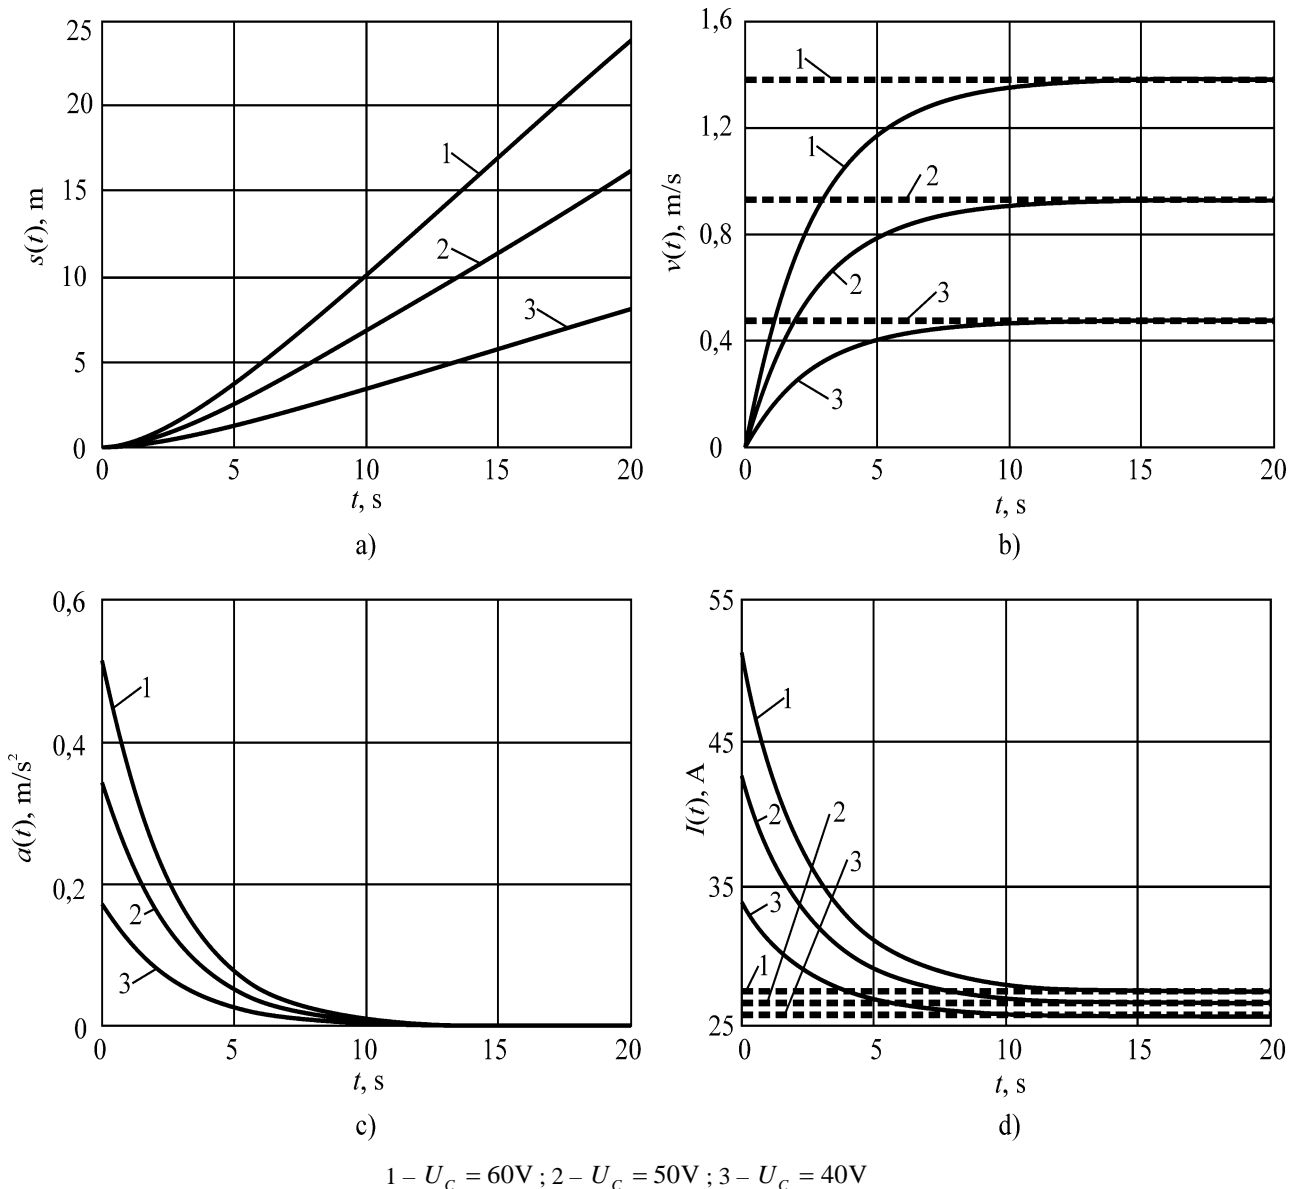 25
20
15
10
5
0
s(t), m
1
2
3
0 5 10 15 20
t, s
a)
1,6
1,2
0,8
0,4
0
v(t), m/s
1
1
2
2
3
3
0 5 10 15 20
t, s
b)
0,6
0,4
0,2
0
a(t), m/s²
1
2
3
0 5 10 15 20
t, s
c)
55
45
35
25
I(t), A
1
2
2
3
3
1
0 5 10 15 20
t, s
d)
1 – U_C = 60V ; 2 – U_C = 50V ; 3 – U_C = 40V